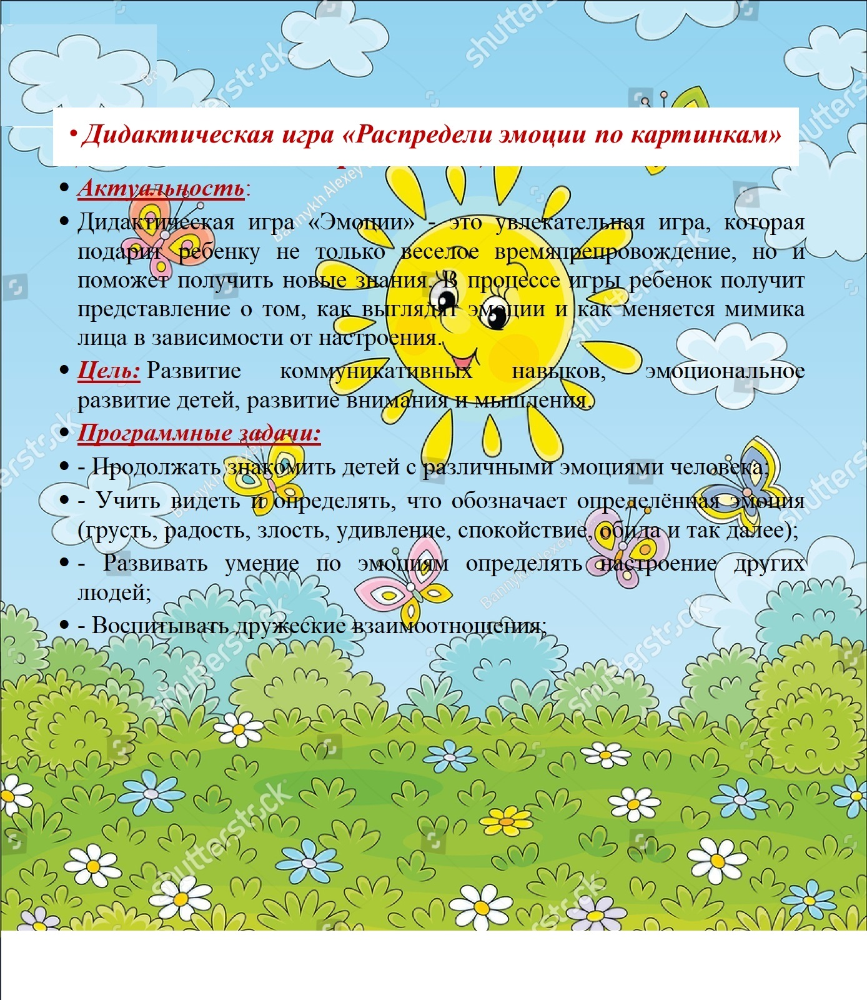 • Дидактическая игра «Распредели эмоции по картинкам»
• Актуальность:
• Дидактическая игра «Эмоции» - это увлекательная игра, которая
подарит ребенку не только веселое времяпрепровождение, но и
поможет получить новые знания. В процессе игры ребенок получит
представление о том, как выглядят эмоции и как меняется мимика
лица в зависимости от настроения.
• Цель: Развитие коммуникативных навыков, эмоциональное
развитие детей, развитие внимания и мышления.
• Программные задачи:
• - Продолжать знакомить детей с различными эмоциями человека;
• - Учить видеть и определять, что обозначает определённая эмоция
(грусть, радость, злость, удивление, спокойствие, обида и так далее);
• - Развивать умение по эмоциям определять настроение других
людей;
• - Воспитывать дружеские взаимоотношения;
shutterstock
Bannykh Alexey